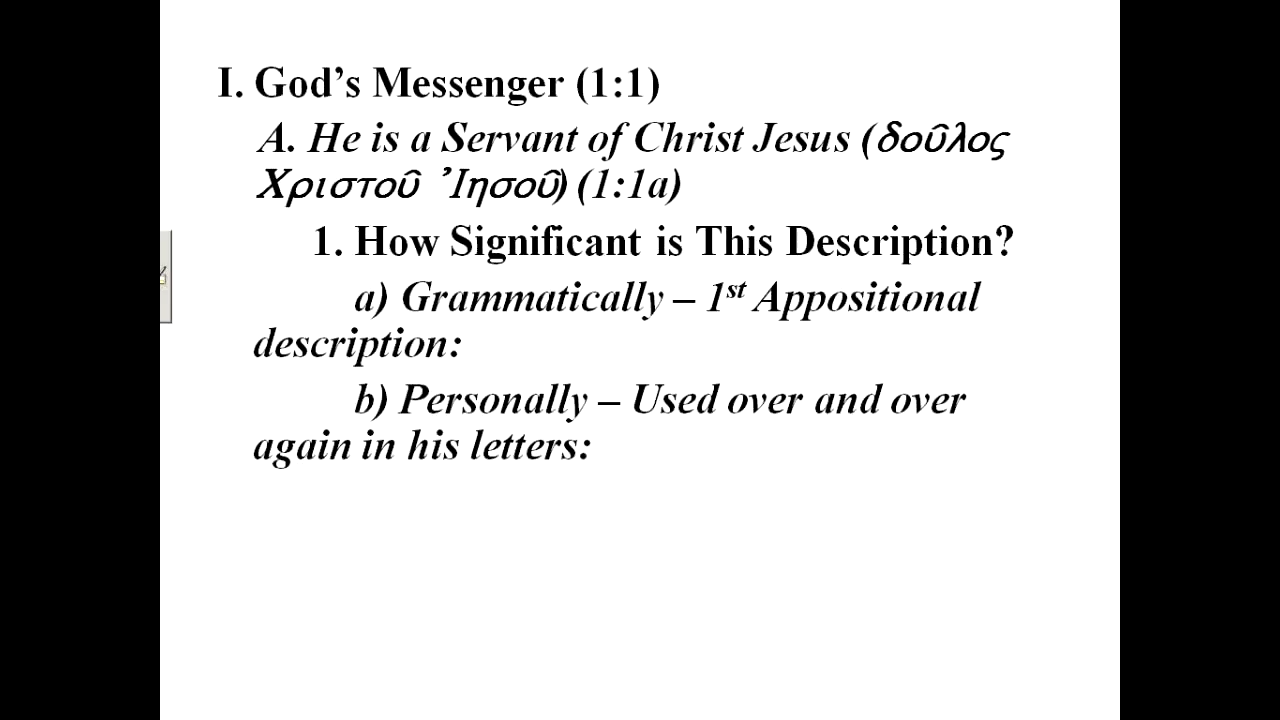 I. God’s Messenger (1:1)
A. He is a Servant of Christ Jesus (δοῦλος
Χριστοῦ Ἰησοῦ) (1:1a)
1. How Significant is This Description?
a) Grammatically – 1st Appositional
description:
b) Personally – Used over and over
again in his letters: